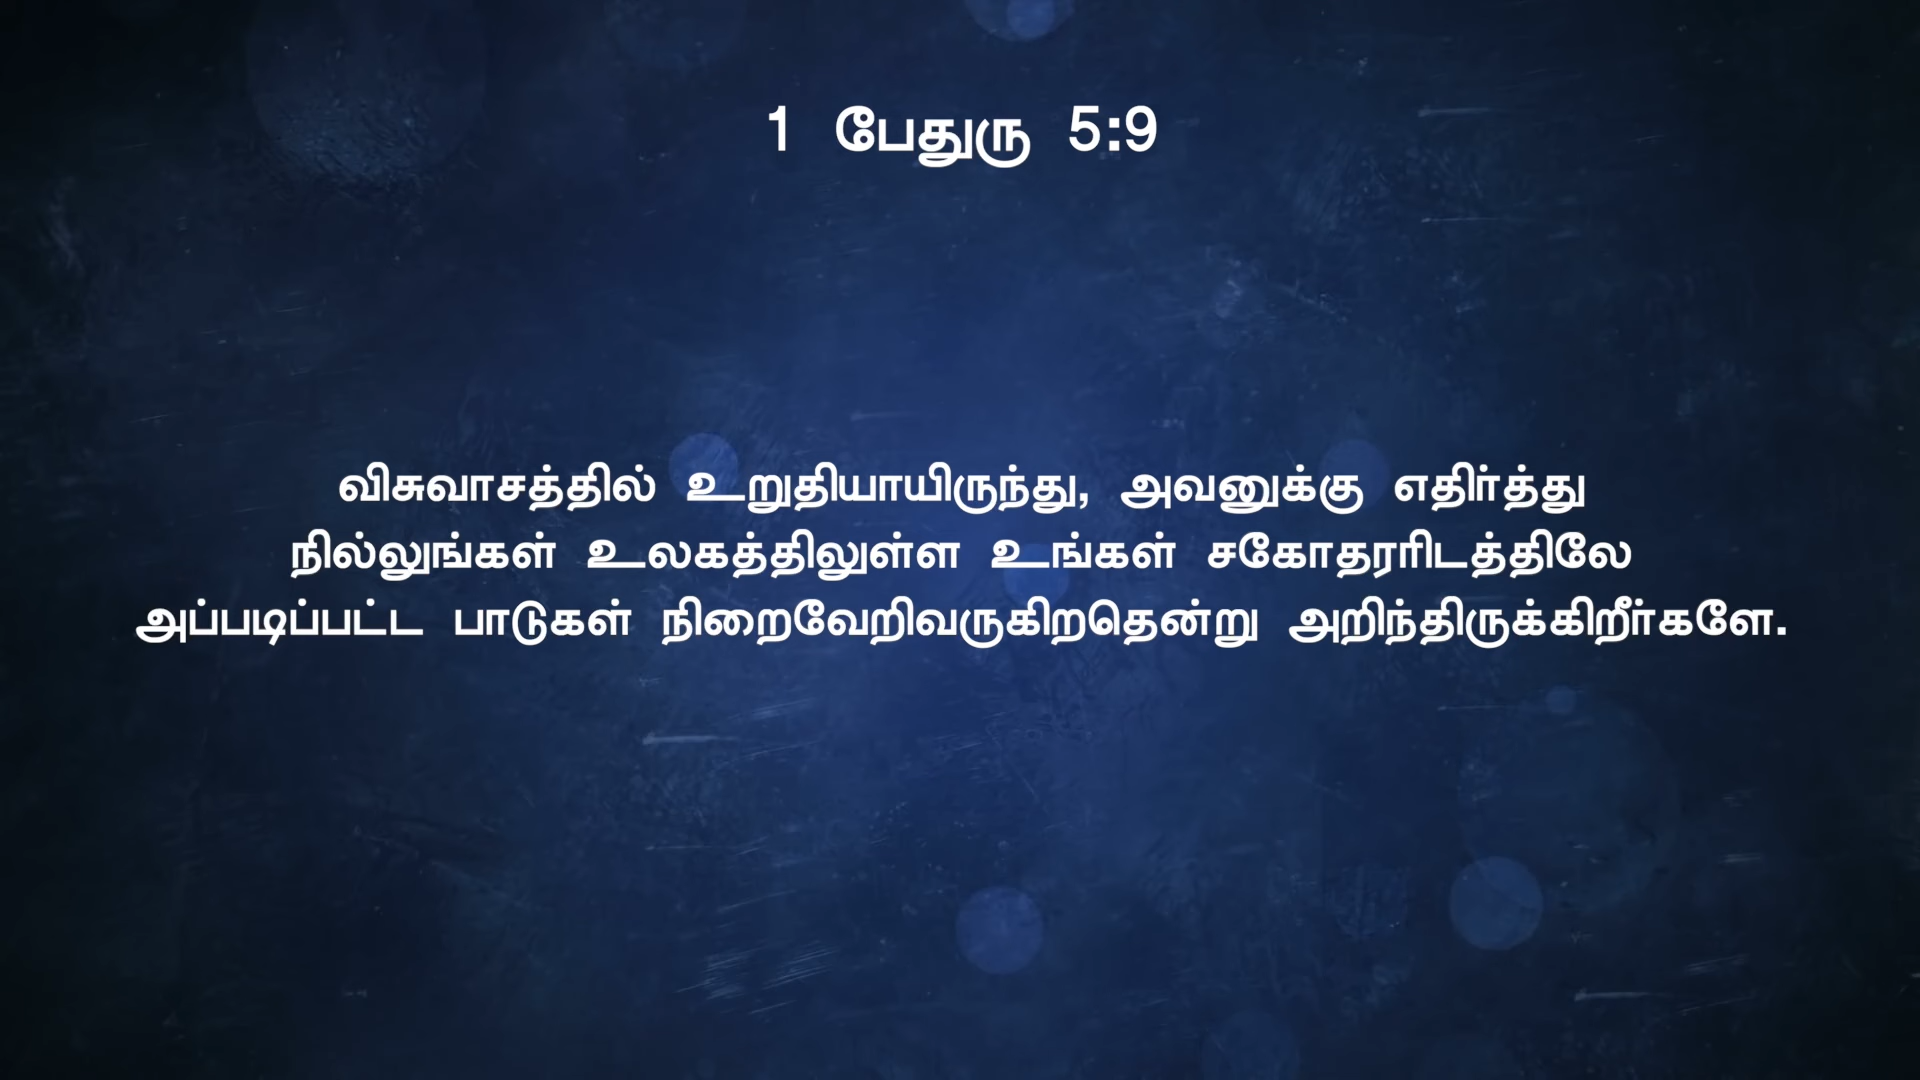 1 பேதுரு 5:9
விசுவாசத்தில் உறுதியாயிருந்து, அவனுக்கு எதிர்த்து
நில்லுங்கள் உலகத்திலுள்ள உங்கள் சகோதரரிடத்திலே
அப்படிப்பட்ட பாடுகள் நிறைவேறிவருகிறதென்று அறிந்திருக்கிறீர்களே.